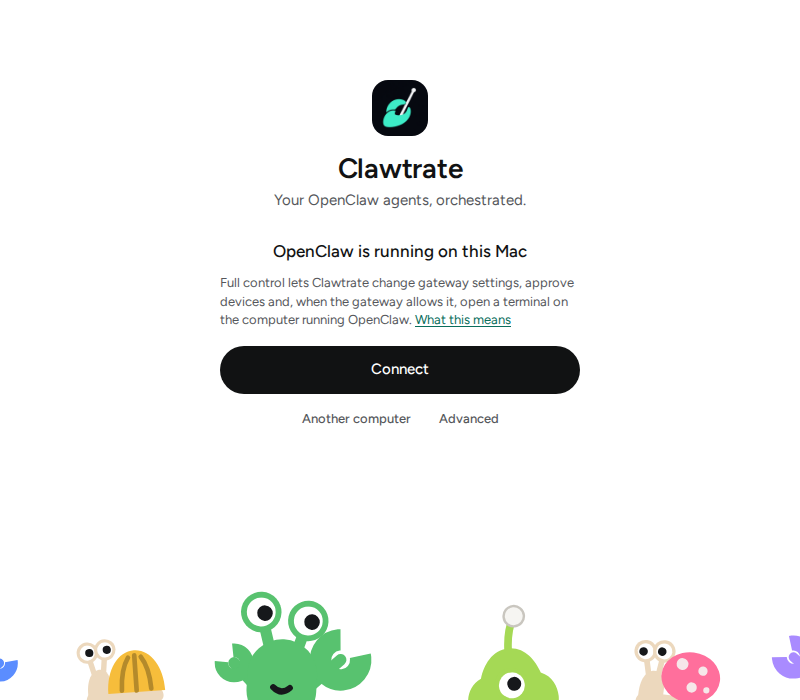 Clawtrate
Your OpenClaw agents, orchestrated.
OpenClaw is running on this Mac
Full control lets Clawtrate change gateway settings, approve
devices and, when the gateway allows it, open a terminal on
the computer running OpenClaw. What this means
Connect
Another computer Advanced